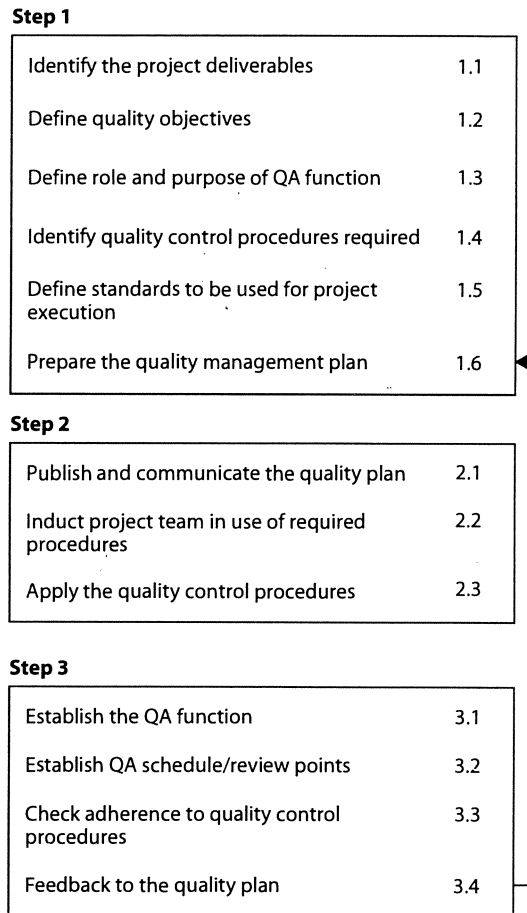 Step 1
Identify the project deliverables 1.1
Define quality objectives 1.2
Define role and purpose of QA function 1.3
Identify quality control procedures required 1.4
Define standards to be used for project 1.5
execution
Prepare the quality management plan 1.6
Step 2
Publish and communicate the quality plan 2.1
Induct project team in use of required 2.2
procedures
Apply the quality control procedures 2.3
Step 3
Establish the QA function 3.1
Establish QA schedule/review points 3.2
Check adherence to quality control 3.3
procedures
Feedback to the quality plan 3.4